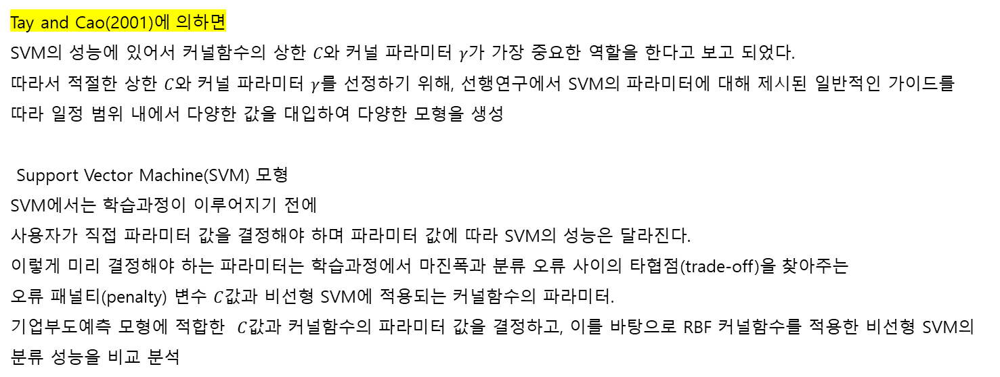 Tay and Cao(2001)에 의하면
SVM의 성능에 있어서 커널함수의 상한 𝐶와 커널 파라미터 𝛾가 가장 중요한 역할을 한다고 보고 되었다.
따라서 적절한 상한 𝐶와 커널 파라미터 𝛾를 선정하기 위해, 선행연구에서 SVM의 파라미터에 대해 제시된 일반적인 가이드를
따라 일정 범위 내에서 다양한 값을 대입하여 다양한 모형을 생성
Support Vector Machine(SVM) 모형
SVM에서는 학습과정이 이루어지기 전에
사용자가 직접 파라미터 값을 결정해야 하며 파라미터 값에 따라 SVM의 성능은 달라진다.
이렇게 미리 결정해야 하는 파라미터는 학습과정에서 마진폭과 분류 오류 사이의 타협점(trade-off)을 찾아주는
오류 패널티(penalty) 변수 𝐶값과 비선형 SVM에 적용되는 커널함수의 파라미터.
기업부도예측 모형에 적합한 𝐶값과 커널함수의 파라미터 값을 결정하고, 이를 바탕으로 RBF 커널함수를 적용한 비선형 SVM의
분류 성능을 비교 분석